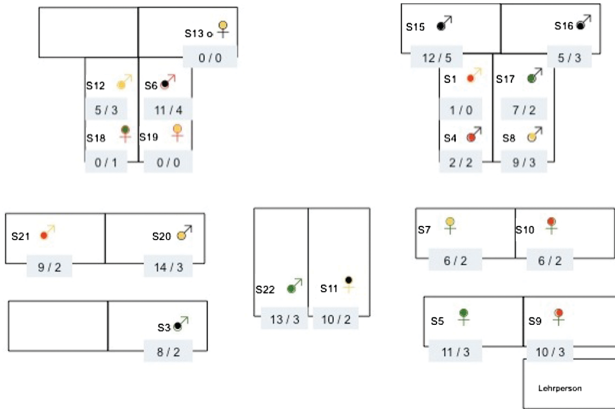 S13
0 / 0
S15
12 / 5
S16
5 / 3
S12
5 / 3
S6
11 / 4
S18
0 / 1
S19
0 / 0
S1
1 / 0
S17
7 / 2
S4
2 / 2
S8
9 / 3
S21
9 / 2
S20
14 / 3
S22
13 / 3
S11
10 / 2
S7
6 / 2
S10
6 / 2
S3
8 / 2
S5
11 / 3
S9
10 / 3
Lehrperson